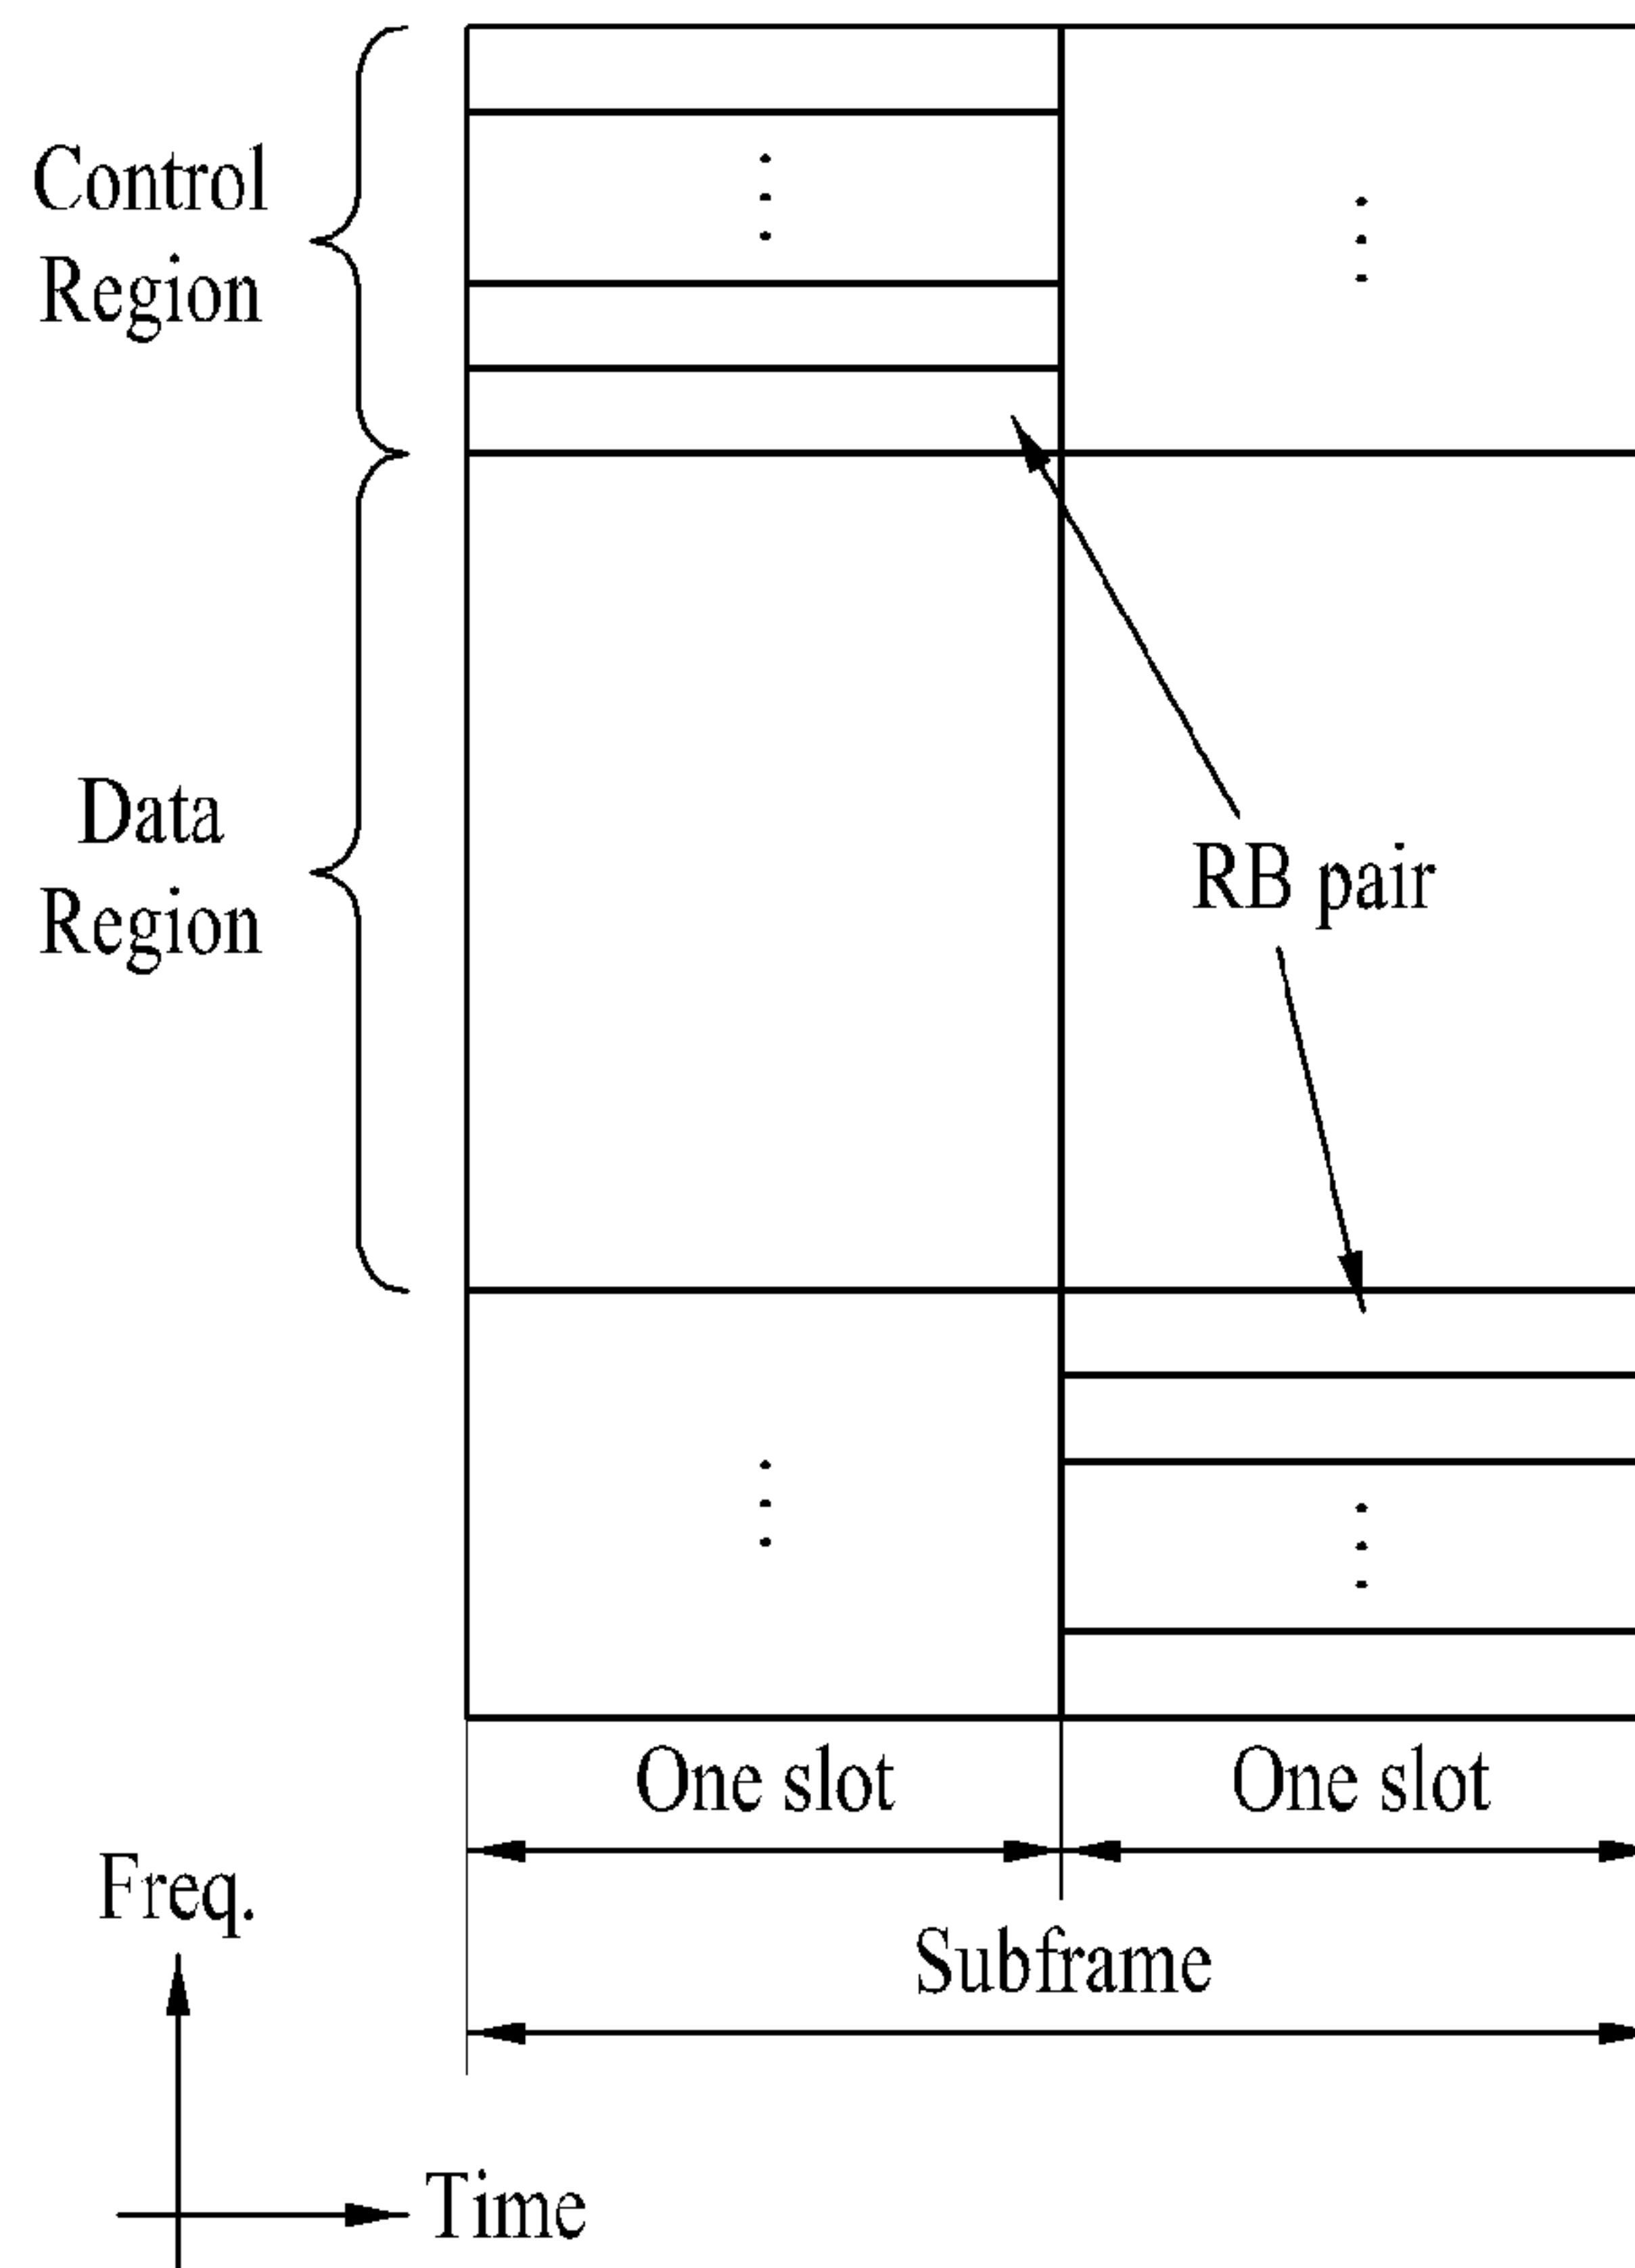 Control
Region
Data
Region
RB pair
One slot
One slot
Subframe
Freq.
Time